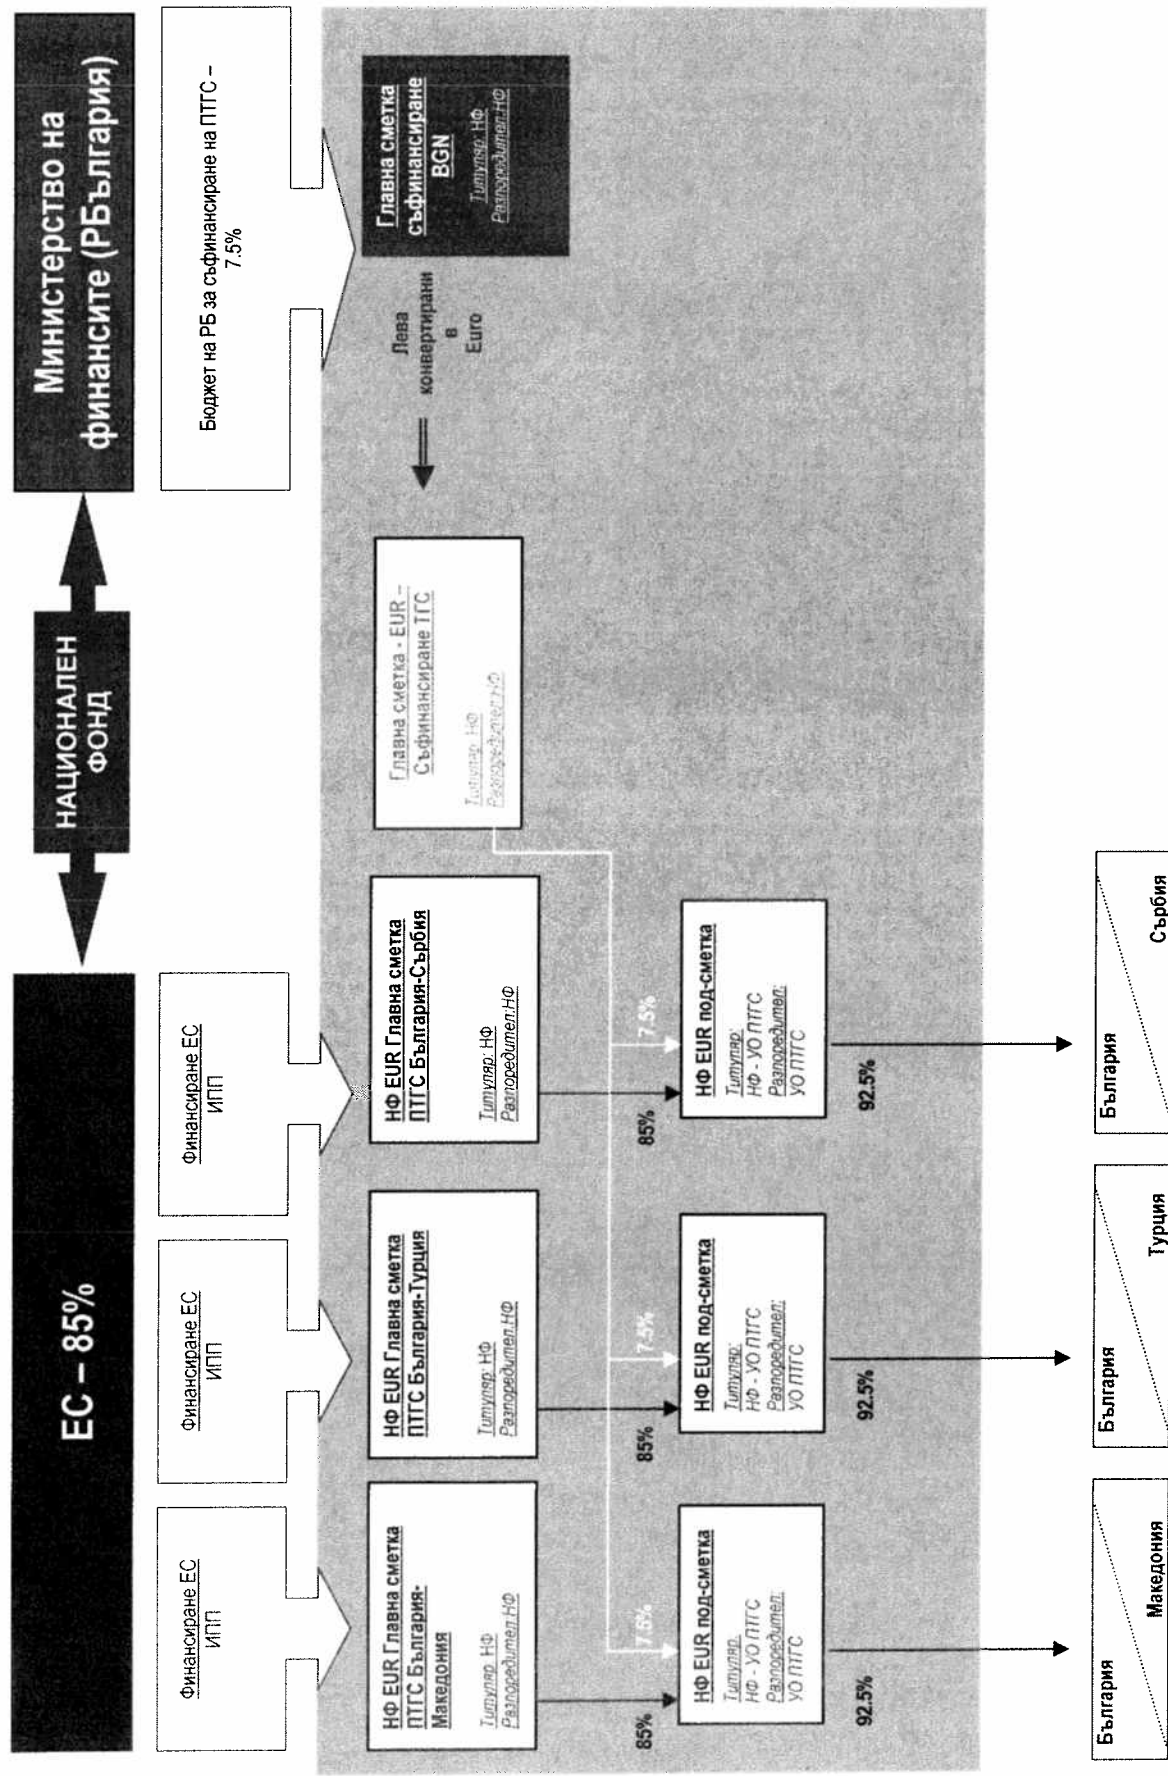 ЕС – 85%
НАЦИОНАЛЕН
ФОНД
Министерство на
финансите (РБългария)
Финансиране ЕС
ИПП
Финансиране ЕС
ИПП
Финансиране ЕС
ИПП
Бюджет на РБ за съфинансиране на ПТГС –
7.5%
НФ EUR Главна сметка
ПТГС България-
Македония
Титуляр: НФ
Разпоредител:НФ
НФ EUR Главна сметка
ПТГС България-Турция
Титуляр: НФ
Разпоредител:НФ
НФ EUR Главна сметка
ПТГС България-Сърбия
Титуляр: НФ
Разпоредител:НФ
Главна сметка - EUR –
Съфинансиране ТГС
Титуляр: НФ
Разпоредител:НФ
Лева
конвертирани
в
Euro
Главна сметка
съфинансиране
BGN
Титуляр: НФ
Разпоредител:НФ
85%
7.5%
85%
7.5%
85%
7.5%
НФ EUR под-сметка
Титуляр:
НФ - УО ПТГС
Разпоредител:
УО ПТГС
НФ EUR под-сметка
Титуляр:
НФ - УО ПТГС
Разпоредител:
УО ПТГС
НФ EUR под-сметка
Титуляр:
НФ - УО ПТГС
Разпоредител:
УО ПТГС
92.5%
92.5%
92.5%
България
Македония
България
Турция
България
Сърбия